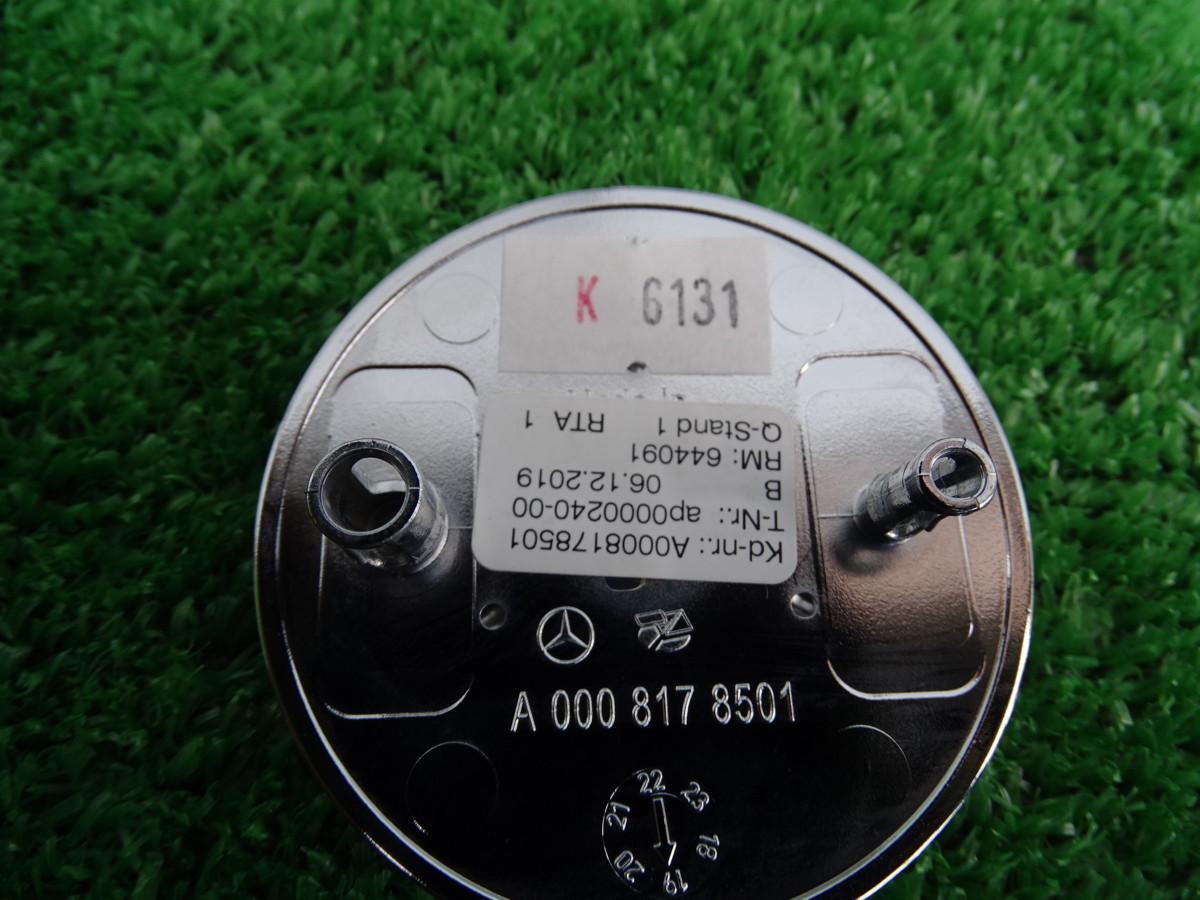 K 6131
Kd-nr.: A0008178501
T-Nr.: ap0000240-00
B 06.12.2019
RM: 644091
Q-Stand 1 RTA 1
A 000 817 8501
22
21 23
20 18
19